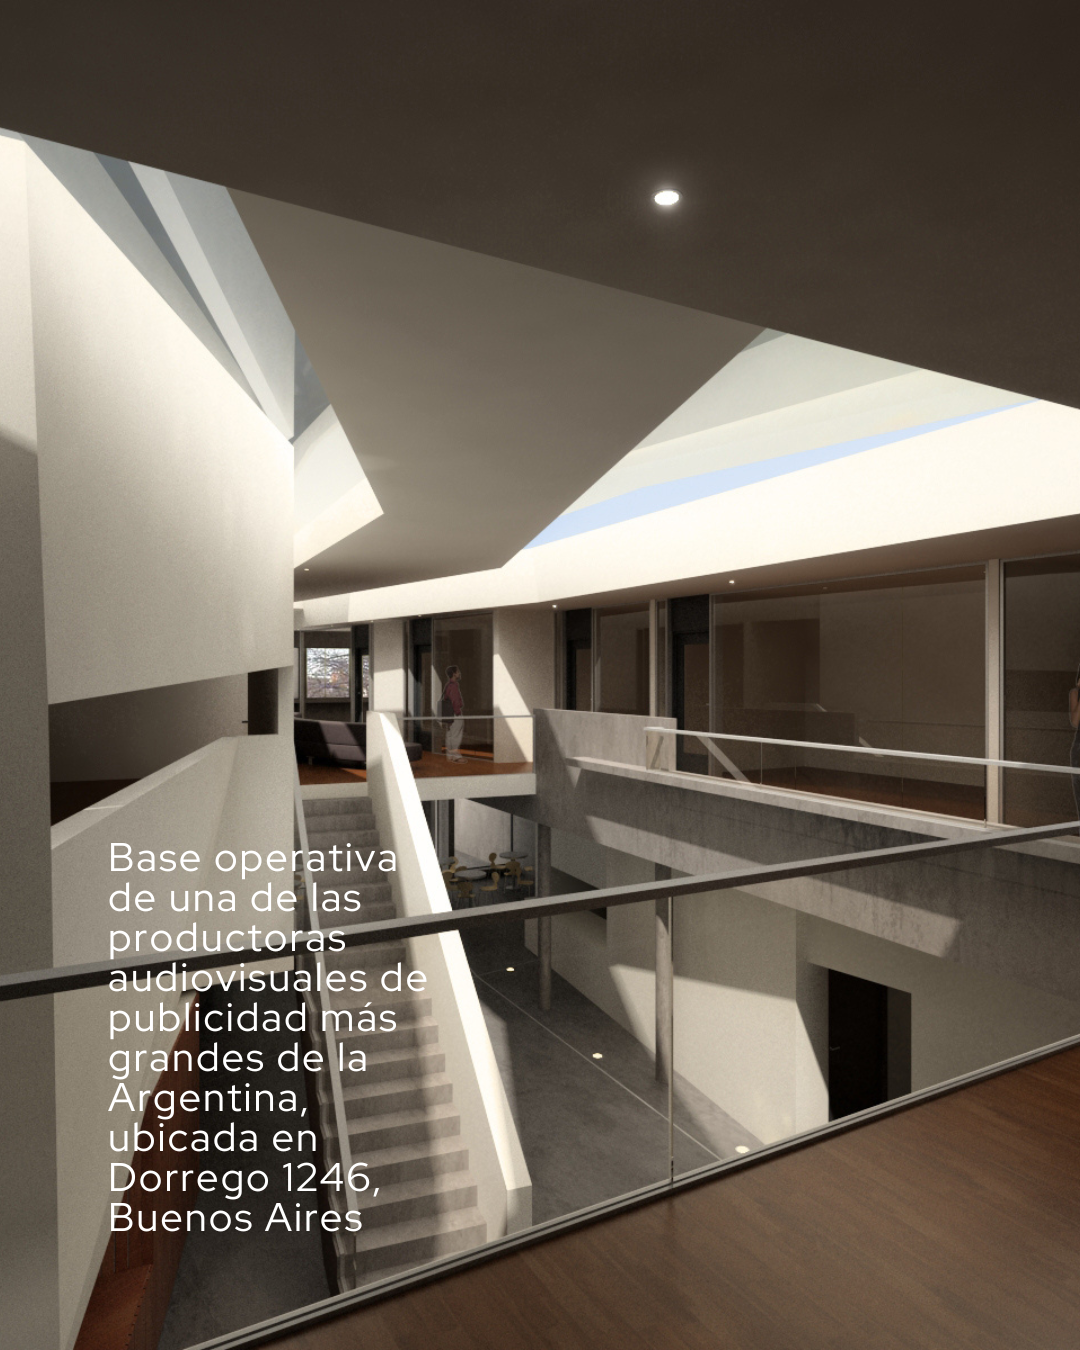 Base operativa
de una de las
productoras
audiovisuales de
publicidad más
grandes de la
Argentina,
ubicada en
Dorrego 1246,
Buenos Aires